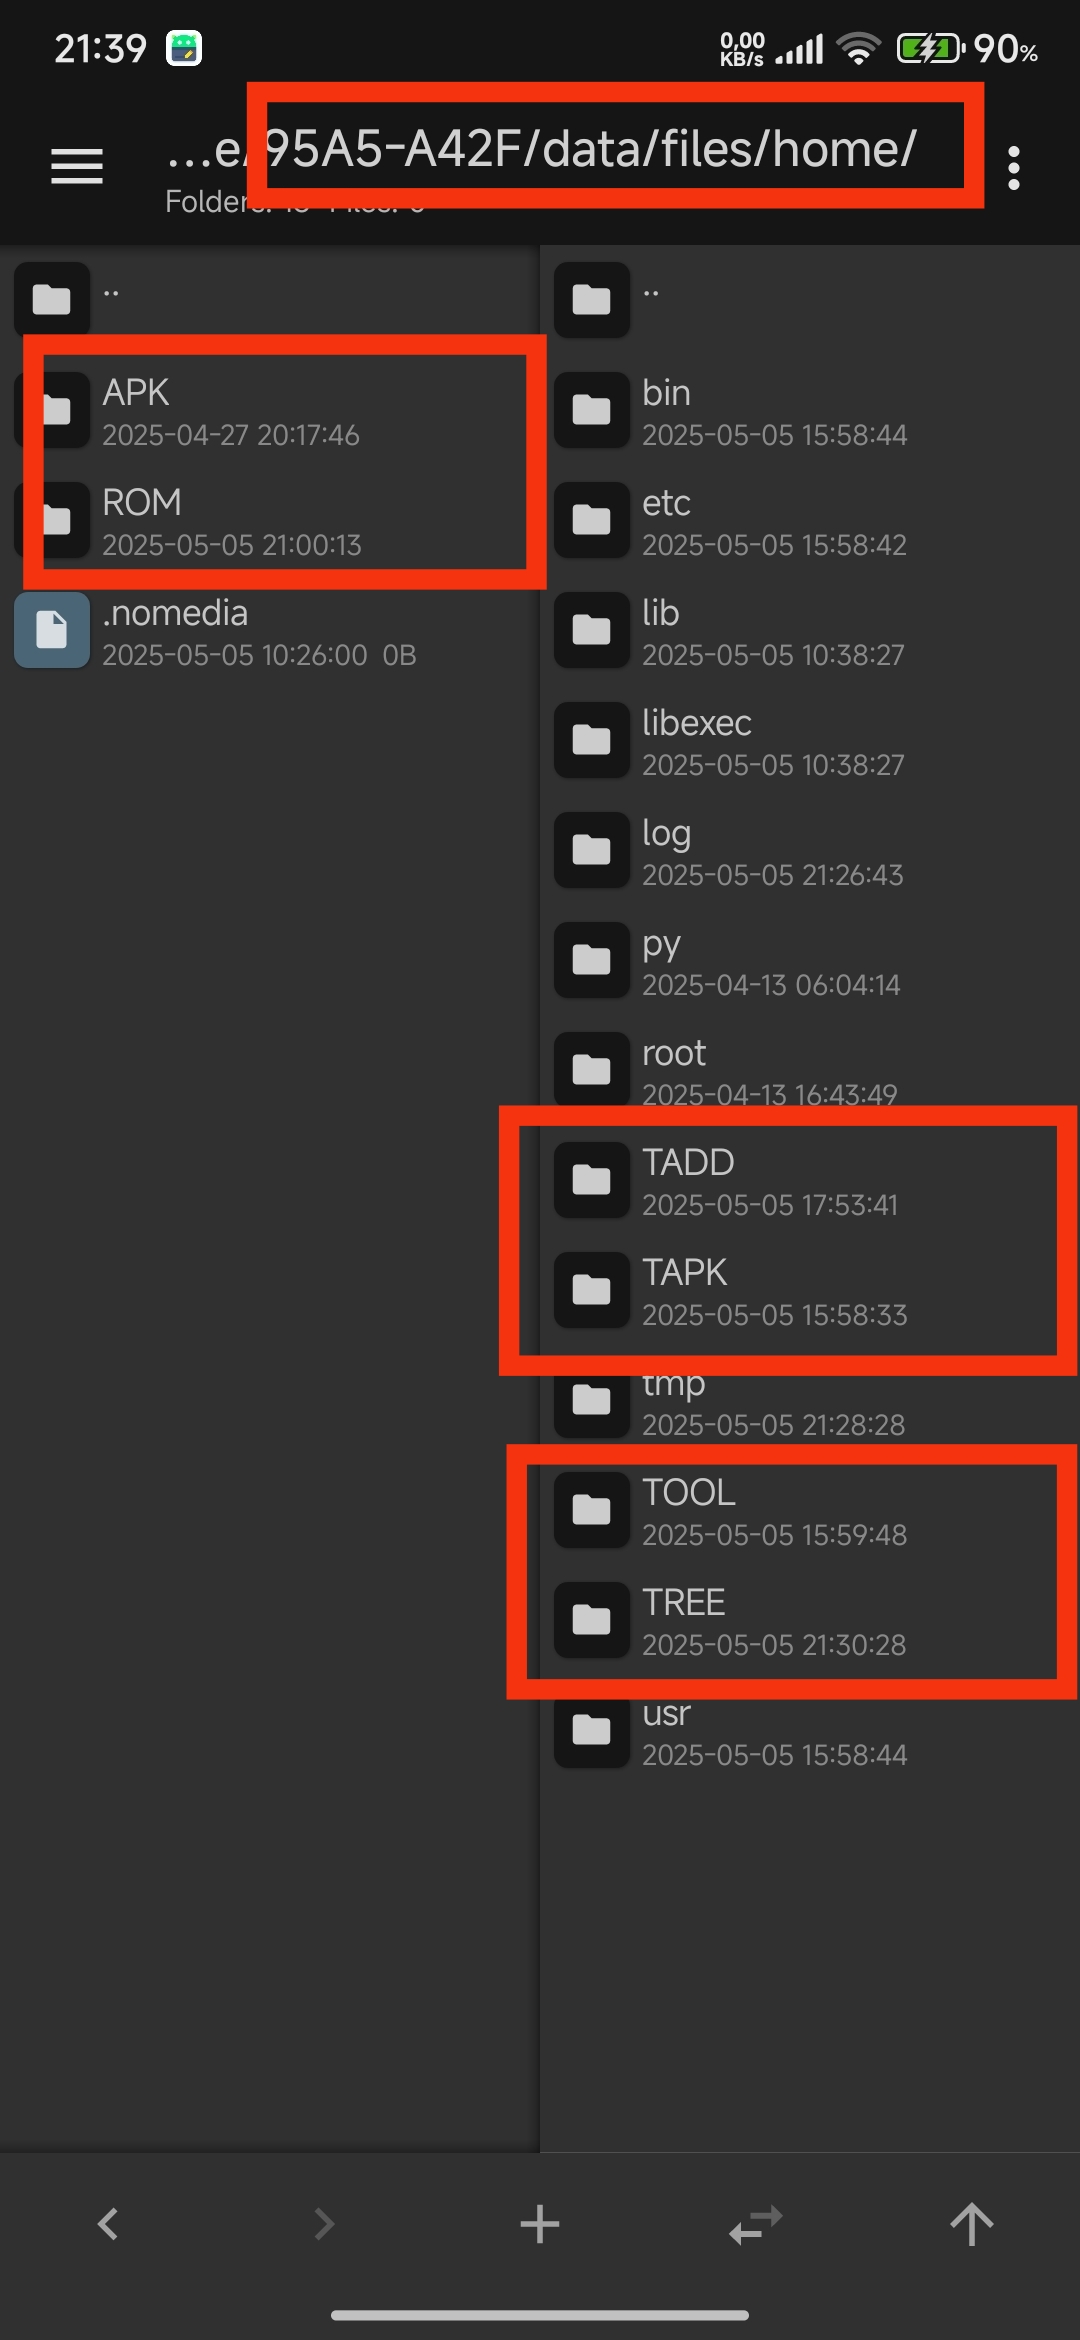 21:39
0,00
KB/s
90%
...e/95A5-A42F/data/files/home/
Folders:
..
APK
2025-04-27 20:17:46
ROM
2025-05-05 21:00:13
.nomedia
2025-05-05 10:26:00 0B
..
bin
2025-05-05 15:58:44
etc
2025-05-05 15:58:42
lib
2025-05-05 10:38:27
libexec
2025-05-05 10:38:27
log
2025-05-05 21:26:43
py
2025-04-13 06:04:14
root
2025-04-13 16:43:49
TADD
2025-05-05 17:53:41
TAPK
2025-05-05 15:58:33
tmp
2025-05-05 21:28:28
TOOL
2025-05-05 15:59:48
TREE
2025-05-05 21:30:28
usr
2025-05-05 15:58:44